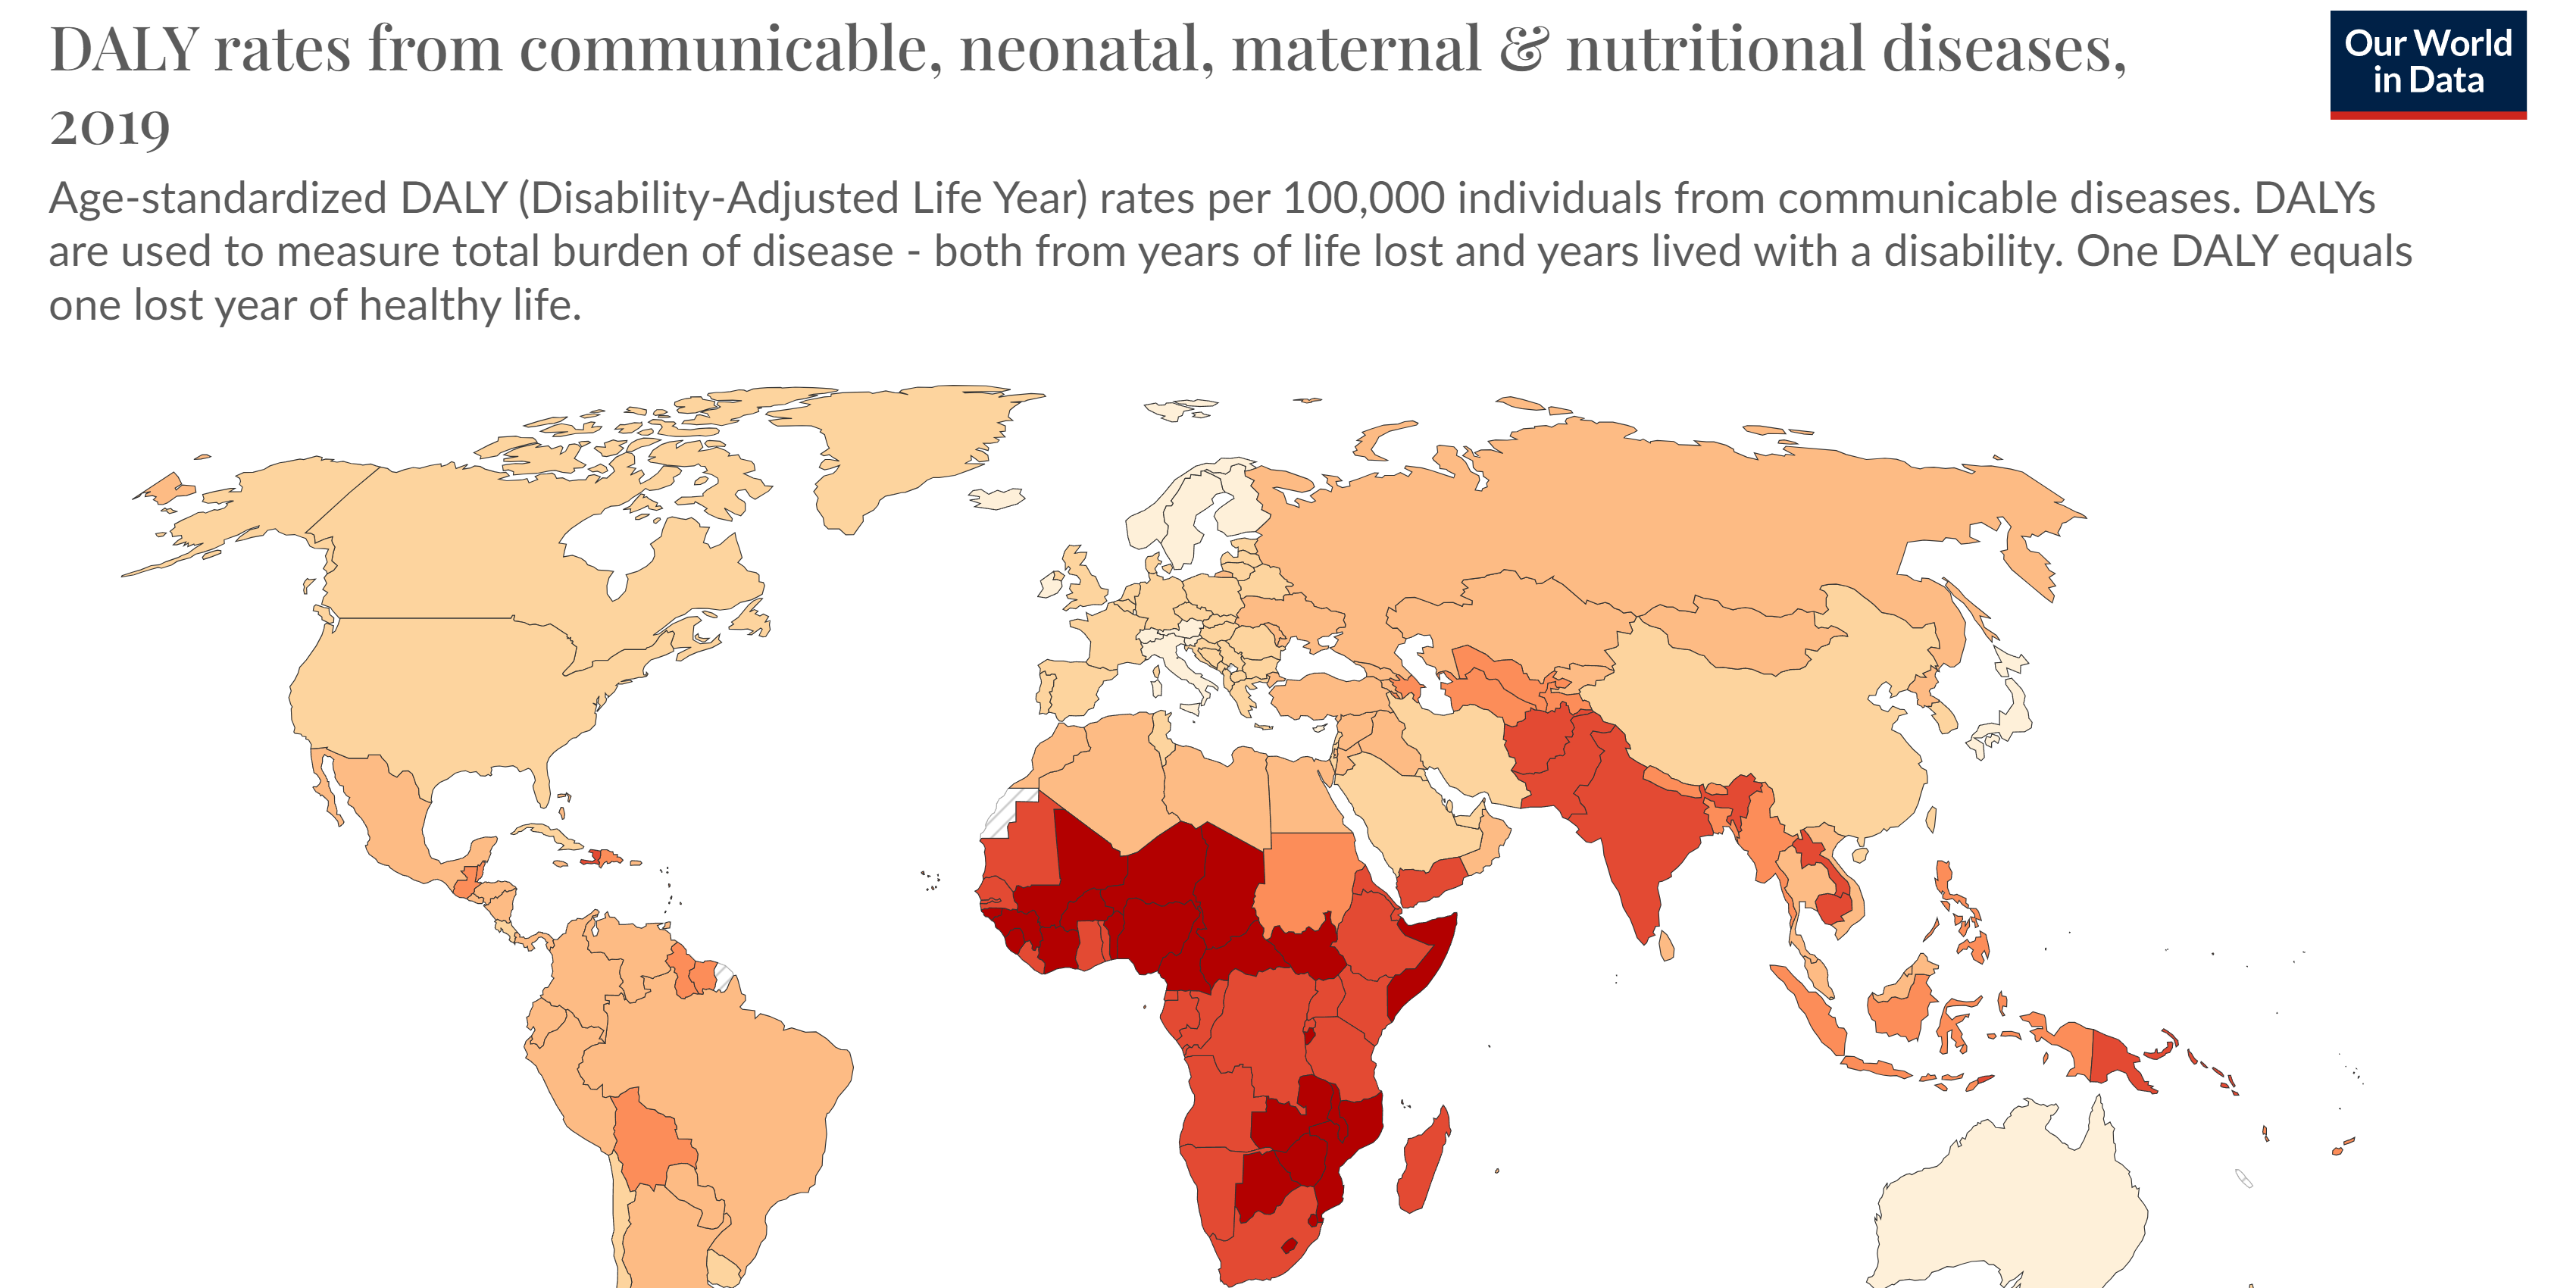 DALY rates from communicable, neonatal, maternal & nutritional diseases,
2019
Our World
in Data
Age-standardized DALY (Disability-Adjusted Life Year) rates per 100,000 individuals from communicable diseases. DALYs
are used to measure total burden of disease - both from years of life lost and years lived with a disability. One DALY equals
one lost year of healthy life.